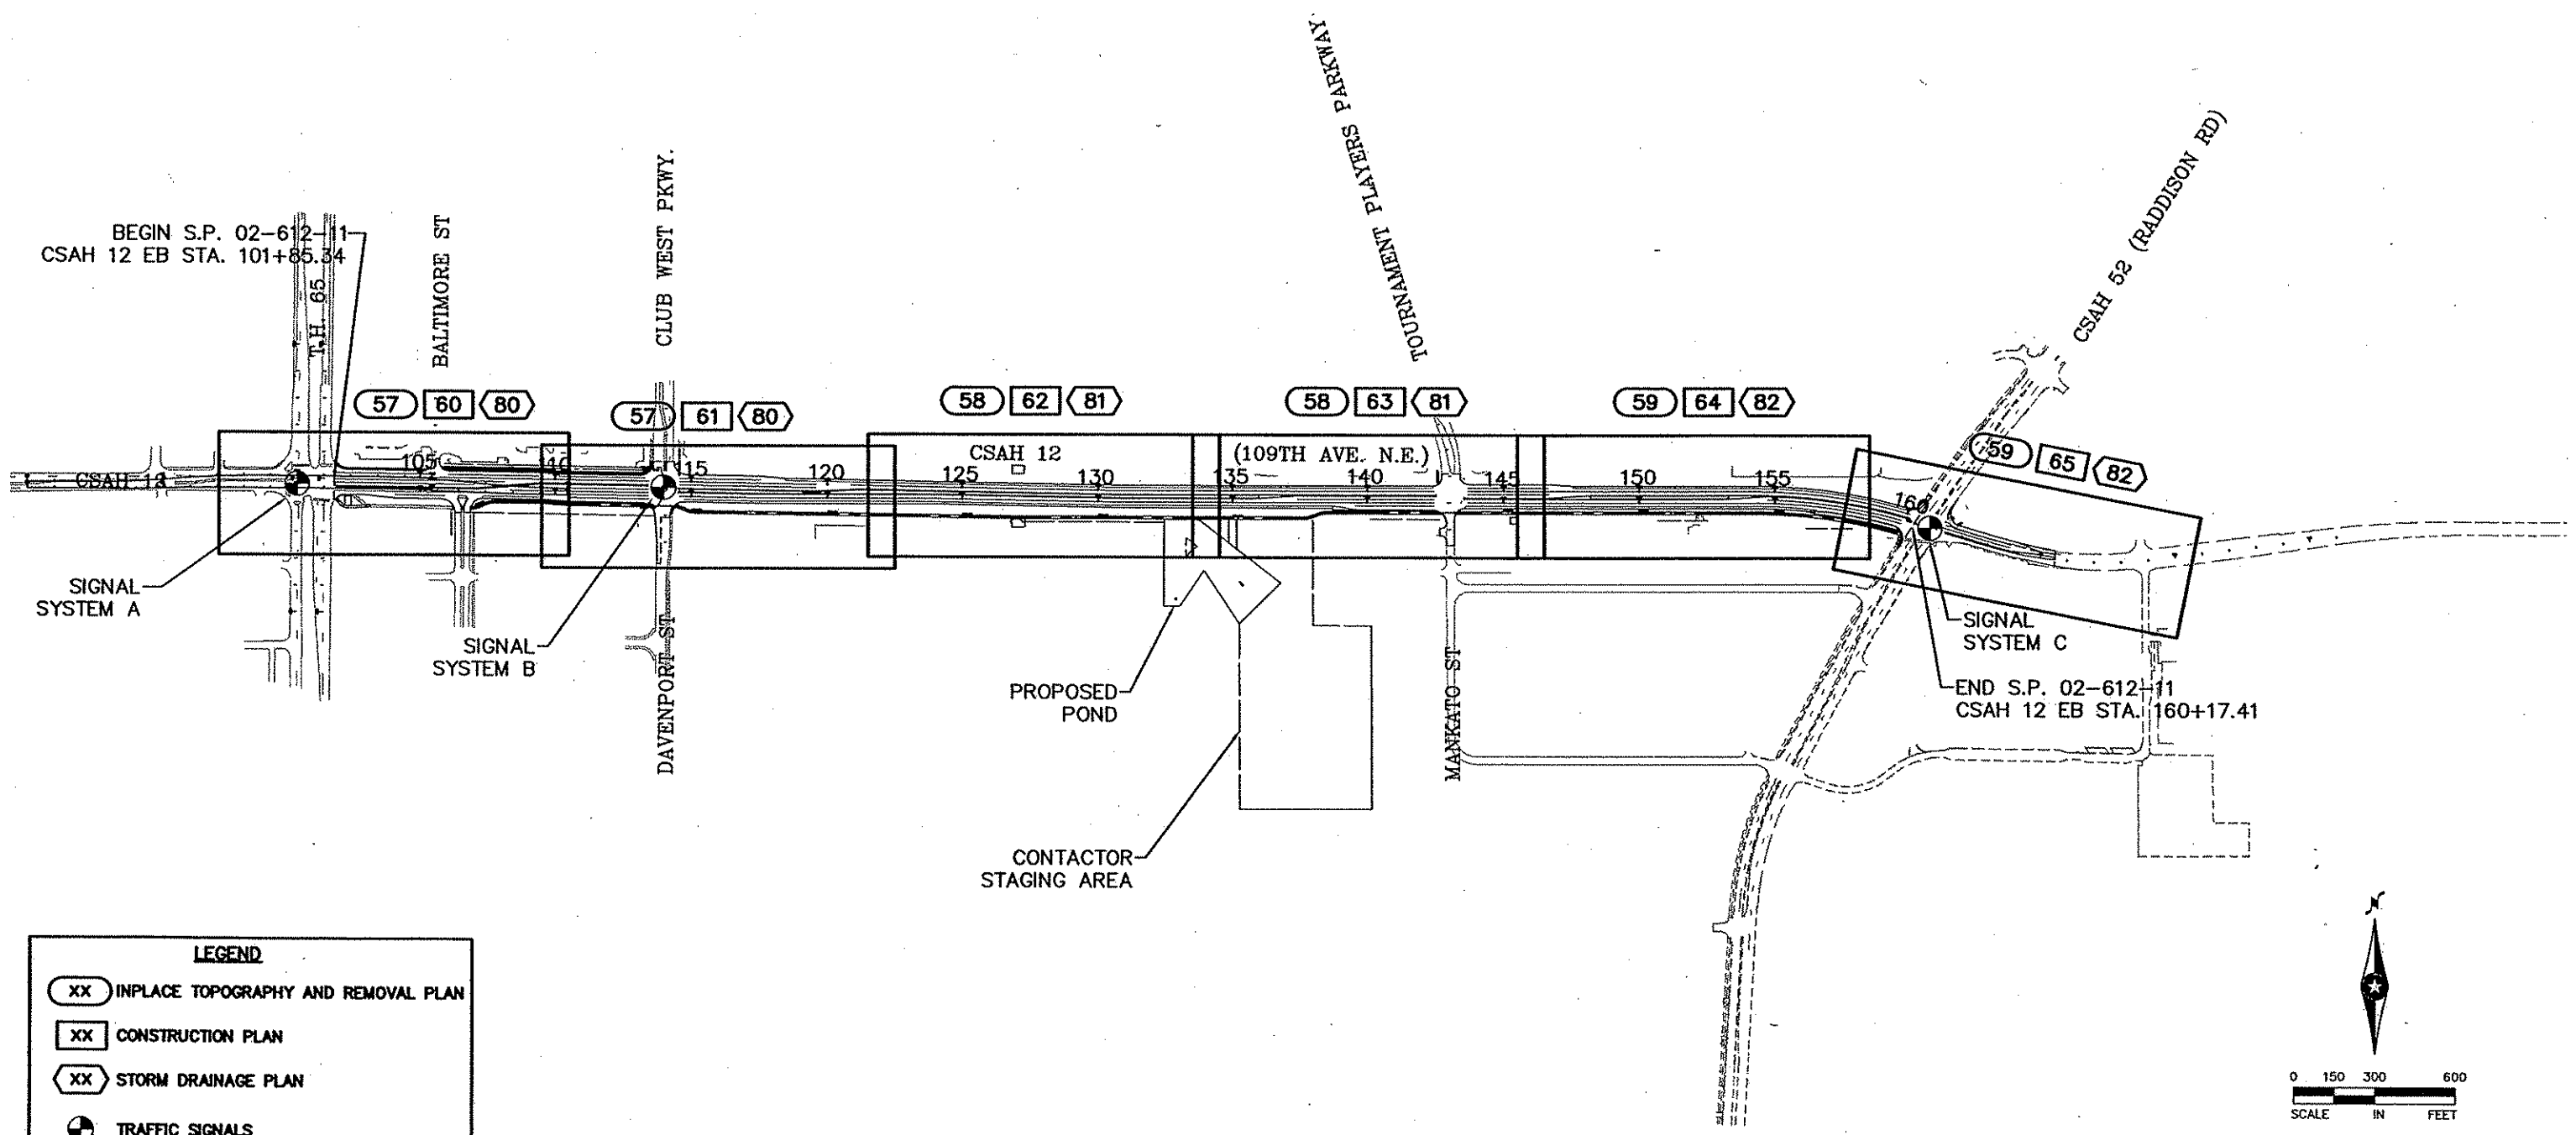 TOURNAMENT PLAYERS PARKWAY
CSAH 52 (RADDISON RD)
CLUB WEST PKWY.
BALTIMORE ST
T.H. 65
BEGIN S.P. 02-612-11
CSAH 12 EB STA. 101+85.34
57 60 80
57 61 80
58 62 81
58 63 81
59 64 82
59 65 82
CSAH 12
(109TH AVE. N.E.)
CSAH 12
105
110
115
120
125
130
135
140
145
150
155
160
SIGNAL
SYSTEM A
SIGNAL
SYSTEM B
DAVENPORT ST
PROPOSED
POND
MANKATO ST
SIGNAL
SYSTEM C
END S.P. 02-612-11
CSAH 12 EB STA. 160+17.41
CONTACTOR
STAGING AREA
LEGEND
XX INPLACE TOPOGRAPHY AND REMOVAL PLAN
XX CONSTRUCTION PLAN
XX STORM DRAINAGE PLAN
TRAFFIC SIGNALS
N
0 150 300 600
SCALE IN FEET